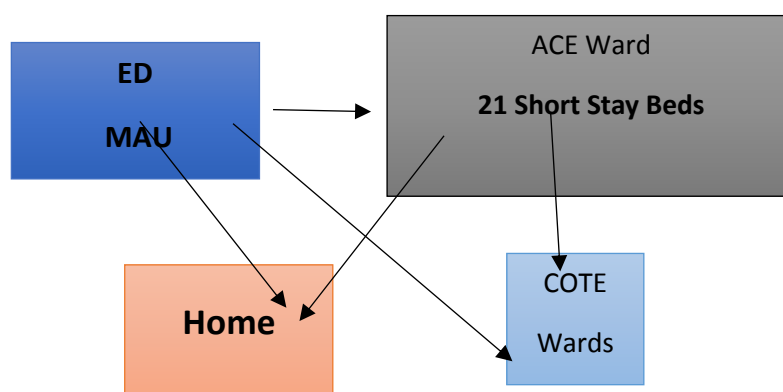 ED
MAU
ACE Ward
21 Short Stay Beds
Home
COTE
Wards